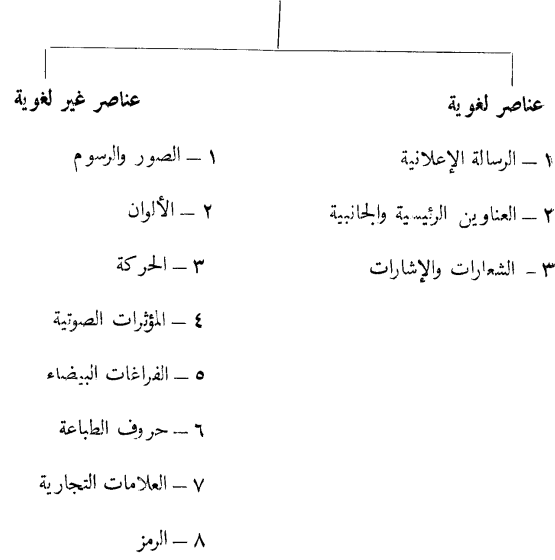 عناصر لغوية
١ – الرسالة الإعلانية
٢ – العناوين الرئيسية والجانبية
٣ - الشعارات والإشارات
عناصر غير لغوية
١ – الصور والرسوم
٢ – الألوان
٣ – الحركة
٤ – المؤثرات الصوتية
٥ – الفراغات البيضاء
٦ – حروف الطباعة
٧ – العلامات التجارية
٨ – الرمز